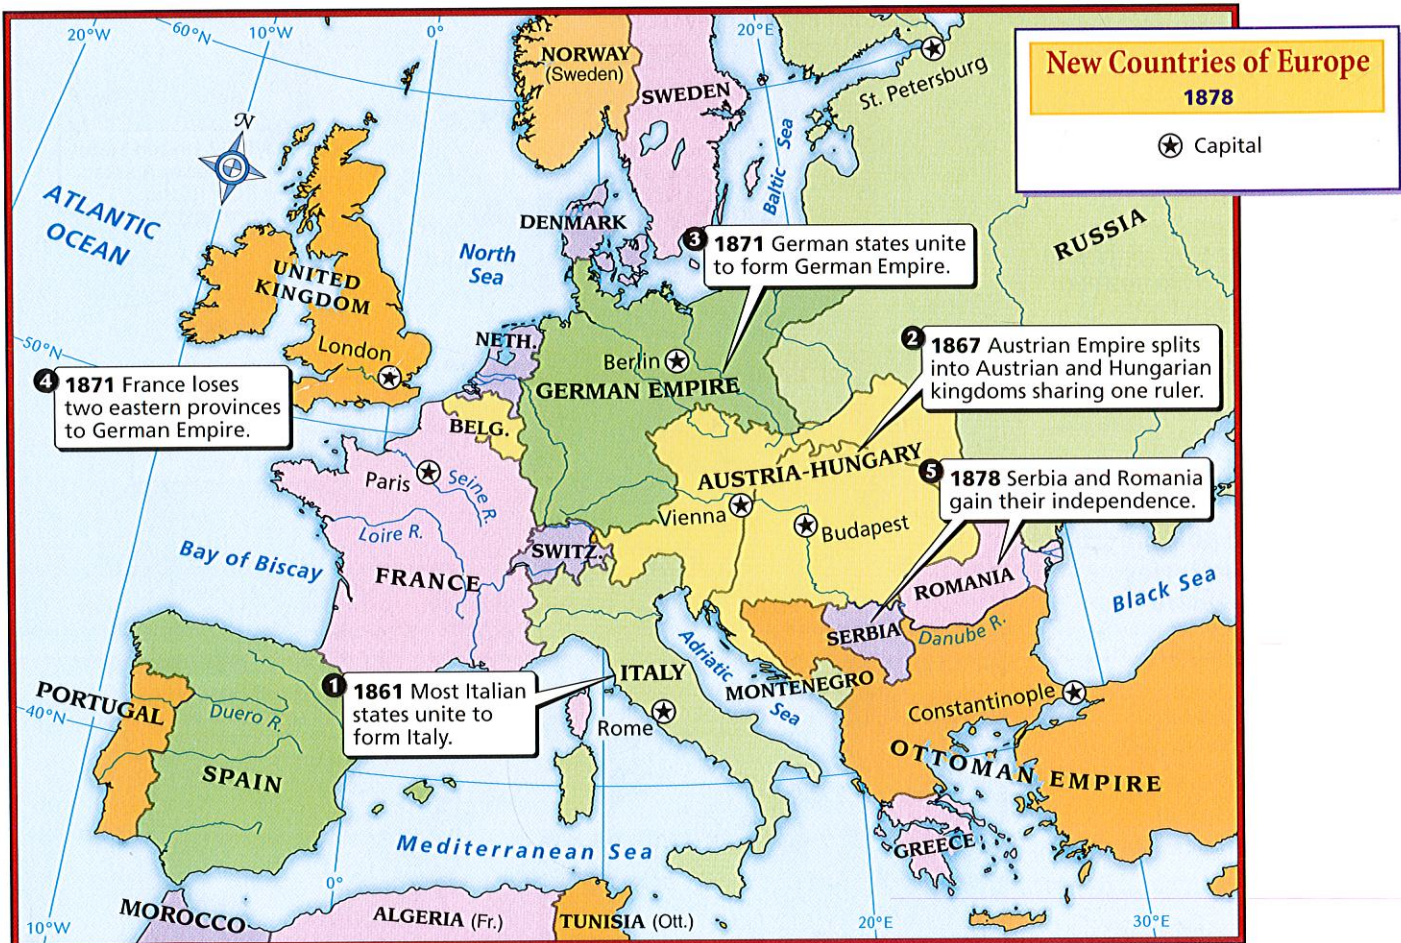 New Countries of Europe
1878
Capital
20°W
60°N
10°W
0°
20°E
N
NORWAY
(Sweden)
SWEDEN
St. Petersburg
ATLANTIC
OCEAN
North
Sea
Baltic Sea
DENMARK
RUSSIA
UNITED
KINGDOM
London
3 1871 German states unite
to form German Empire.
50°N
NETH.
Berlin
GERMAN EMPIRE
2 1867 Austrian Empire splits
into Austrian and Hungarian
kingdoms sharing one ruler.
4 1871 France loses
two eastern provinces
to German Empire.
BELG.
Paris
Seine R.
AUSTRIA-HUNGARY
5 1878 Serbia and Romania
gain their independence.
Vienna
Budapest
Loire R.
SWITZ.
Bay of Biscay
FRANCE
ROMANIA
Black Sea
SERBIA
Danube R.
Adriatic
Sea
1 1861 Most Italian
states unite to
form Italy.
ITALY
MONTENEGRO
PORTUGAL
40°N
Duero R.
Rome
Constantinople
SPAIN
OTTOMAN EMPIRE
Mediterranean Sea
GREECE
0°
MOROCCO
ALGERIA (Fr.)
TUNISIA (Ott.)
10°W
20°E
30°E